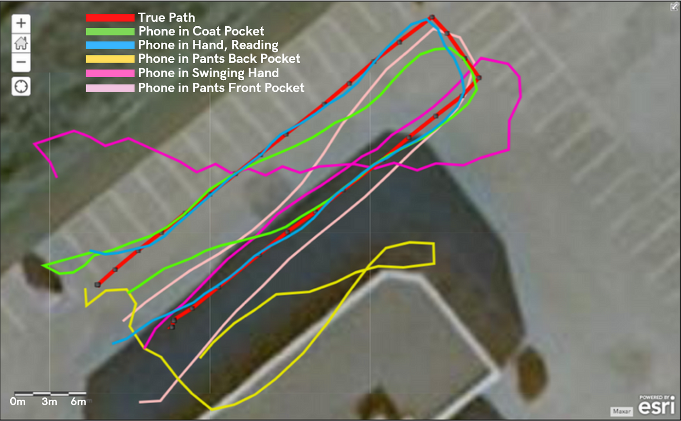 +
−
True Path
Phone in Coat Pocket
Phone in Hand, Reading
Phone in Pants Back Pocket
Phone in Swinging Hand
Phone in Pants Front Pocket
0m 3m 6m
Maxar
POWERED BY
esri